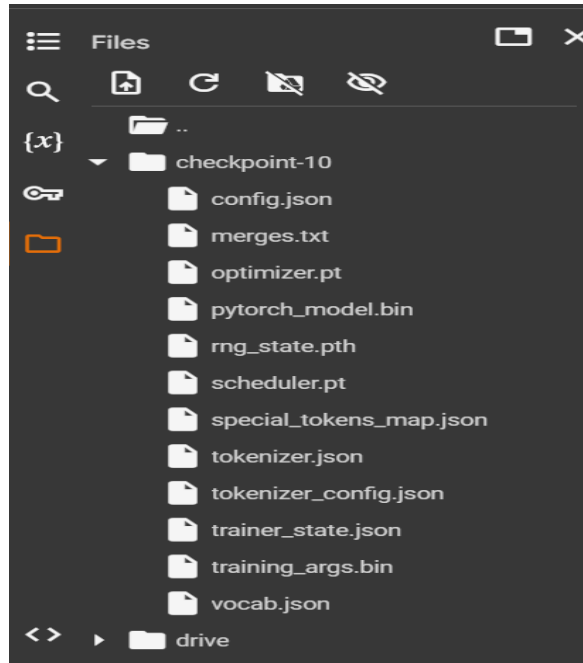 Files
{x}
..
checkpoint-10
config.json
merges.txt
optimizer.pt
pytorch_model.bin
rng_state.pth
scheduler.pt
special_tokens_map.json
tokenizer.json
tokenizer_config.json
trainer_state.json
training_args.bin
vocab.json
<> drive